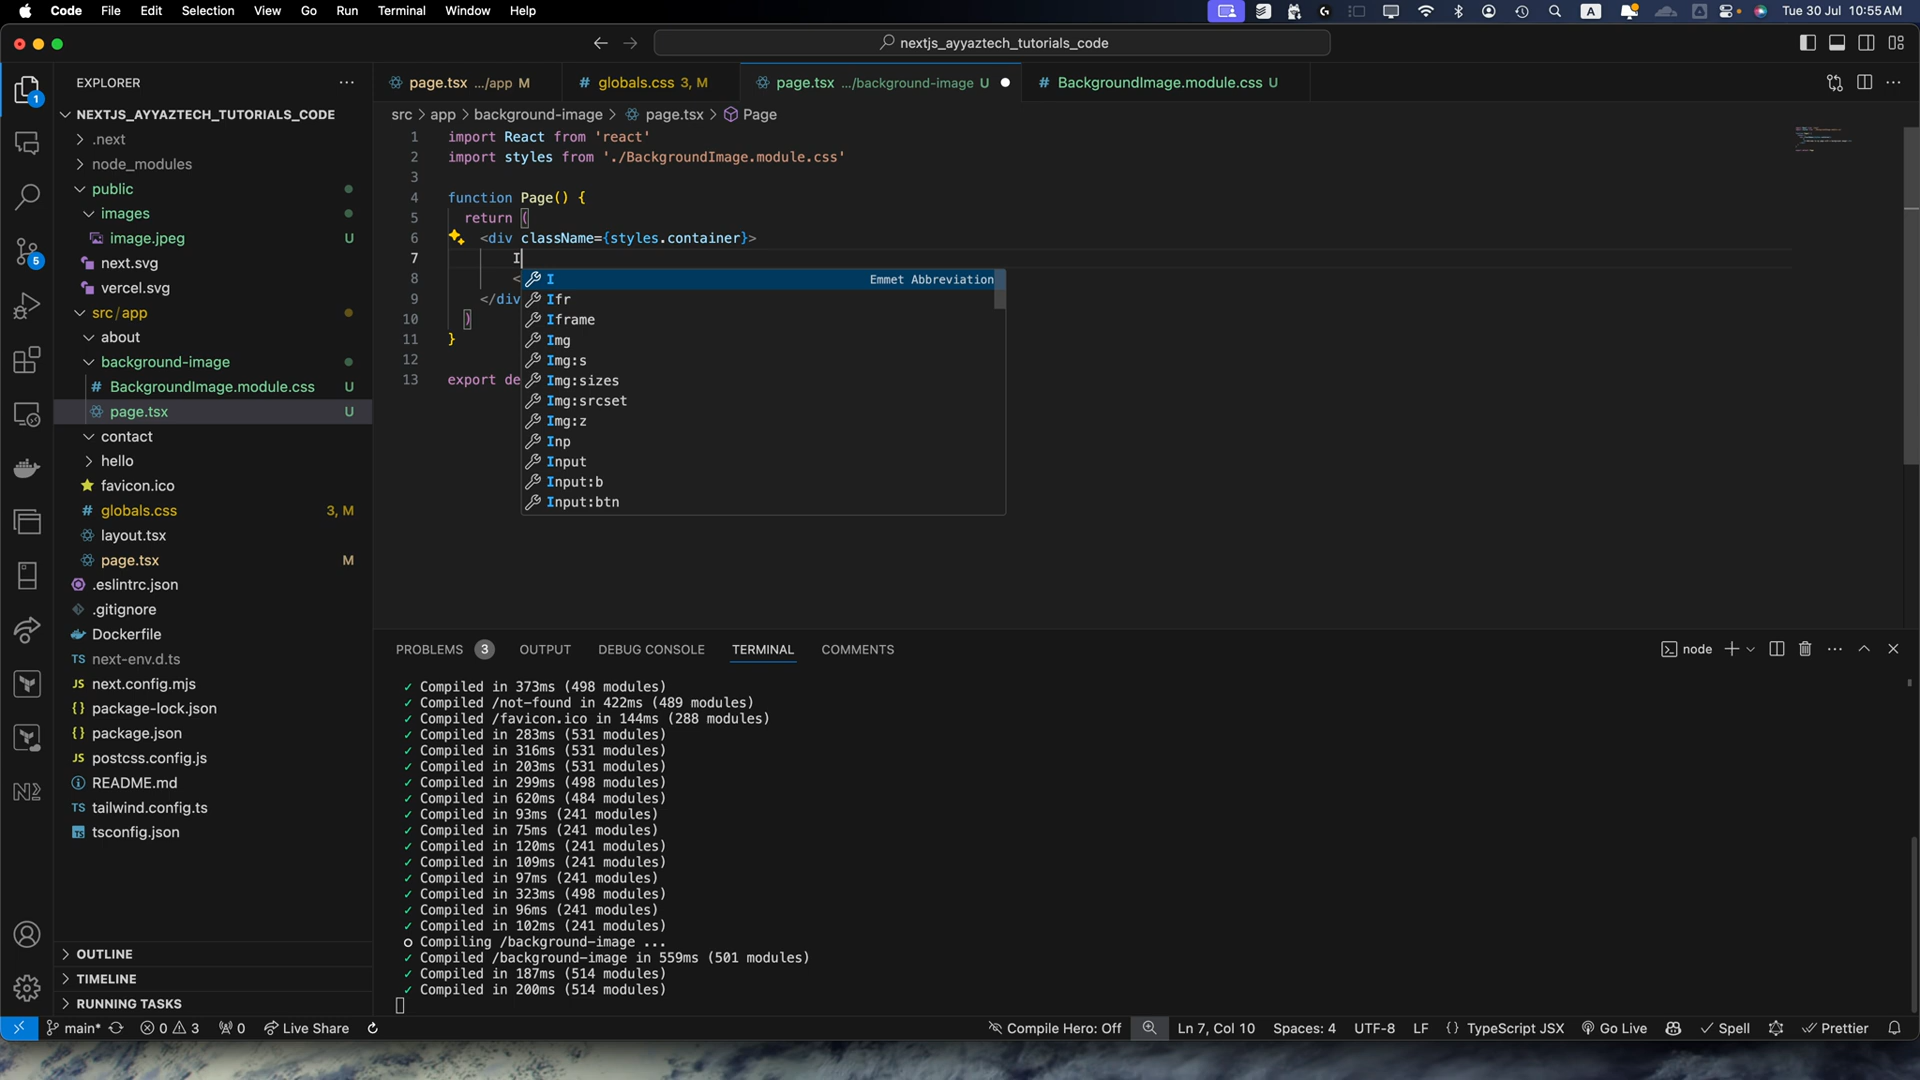 Code File Edit Selection View Go Run Terminal Window Help
A Tue 30 Jul 10:55 AM
nextjs_ayyaztech_tutorials_code
EXPLORER
page.tsx .../app M
globals.css 3, M
page.tsx .../background-image U
BackgroundImage.module.css U
NEXTJS_AYYAZTECH_TUTORIALS_CODE
.next
node_modules
public
images
image.jpeg U
next.svg
vercel.svg
src/app
about
background-image
BackgroundImage.module.css U
page.tsx U
contact
hello
favicon.ico
globals.css 3, M
layout.tsx
page.tsx M
.eslintrc.json
.gitignore
Dockerfile
next-env.d.ts
next.config.mjs
package-lock.json
package.json
postcss.config.js
README.md
tailwind.config.ts
tsconfig.json
OUTLINE
TIMELINE
RUNNING TASKS
1
5
src > app > background-image > page.tsx > Page
1 import React from 'react'
2 import styles from './BackgroundImage.module.css'
3
4 function Page() {
5 return (
6 <div className={styles.container}>
7 I
8 <
9 </div
10 )
11 }
12
13 export de
I Emmet Abbreviation
Ifr
Iframe
Img
Img:s
Img:sizes
Img:srcset
Img:z
Inp
Input
Input:b
Input:btn
PROBLEMS 3 OUTPUT DEBUG CONSOLE TERMINAL COMMENTS
node
✓ Compiled in 373ms (498 modules)
✓ Compiled /not-found in 422ms (489 modules)
✓ Compiled /favicon.ico in 144ms (288 modules)
✓ Compiled in 283ms (531 modules)
✓ Compiled in 316ms (531 modules)
✓ Compiled in 203ms (531 modules)
✓ Compiled in 299ms (498 modules)
✓ Compiled in 620ms (484 modules)
✓ Compiled in 93ms (241 modules)
✓ Compiled in 75ms (241 modules)
✓ Compiled in 120ms (241 modules)
✓ Compiled in 109ms (241 modules)
✓ Compiled in 97ms (241 modules)
✓ Compiled in 323ms (498 modules)
✓ Compiled in 96ms (241 modules)
✓ Compiled in 102ms (241 modules)
○ Compiling /background-image ...
✓ Compiled /background-image in 559ms (501 modules)
✓ Compiled in 187ms (514 modules)
✓ Compiled in 200ms (514 modules)
main* 0 3 0 Live Share
Compile Hero: Off Ln 7, Col 10 Spaces: 4 UTF-8 LF {} TypeScript JSX Go Live Spell Prettier